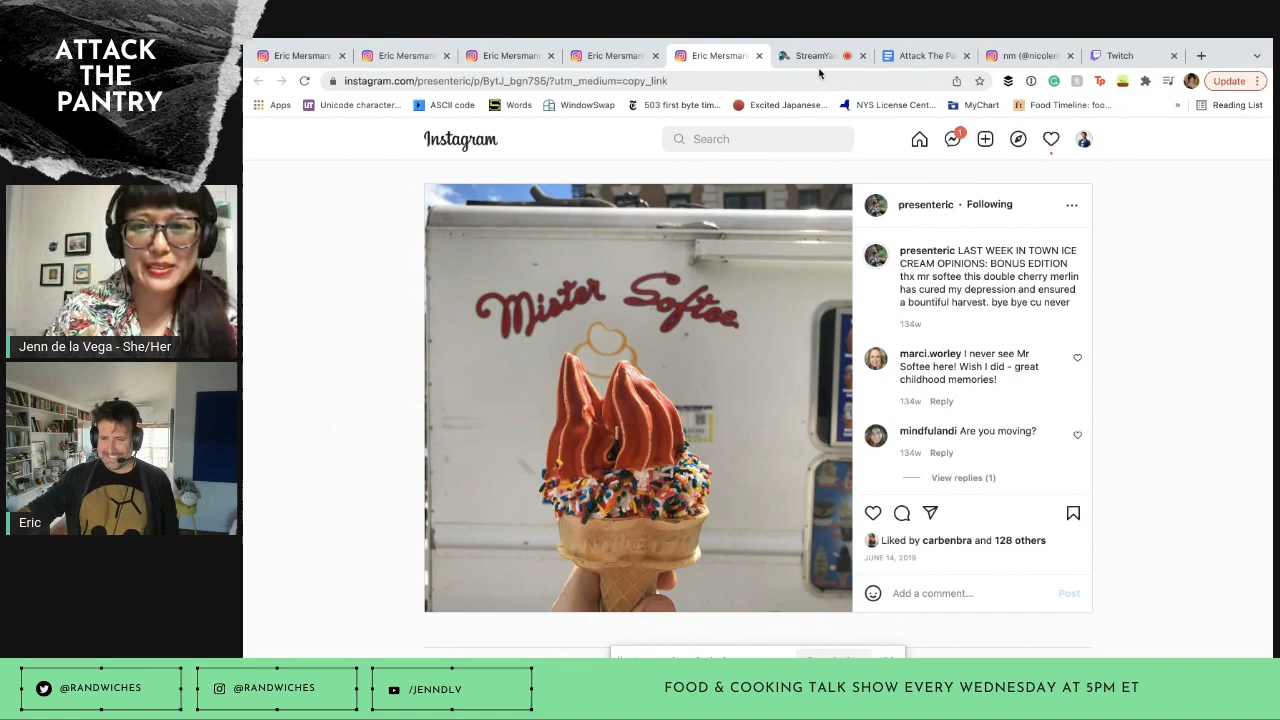 ATTACK
THE
PANTRY
Jenn de la Vega - She/Her
Eric
Eric Mersman
Eric Mersman
Eric Mersman
Eric Mersman
Eric Mersman
Attack The Pa
nm (@nicolem
Twitch
instagram.com/presenteric/p/BytJ_bgn7S5/?utm_medium=copy_link
Update
Apps
Unicode character...
ASCII code
Words
WindowSwap
503 first byte tim...
Excited Japanese...
NYS License Cent...
MyChart
Food Timeline: foo...
»
Reading List
Instagram
Search
1
Mister Softee
presenteric • Following
presenteric LAST WEEK IN TOWN ICE
CREAM OPINIONS: BONUS EDITION
thx mr softee this double cherry merlin
has cured my depression and ensured
a bountiful harvest. bye bye cu never
134w
marci.worley I never see Mr
Softee here! Wish I did - great
childhood memories!
134w Reply
mindfulandi Are you moving?
134w Reply
View replies (1)
Liked by carbenbra and 128 others
JUNE 14, 2019
Add a comment...
Post
@RANDWICHES
@RANDWICHES
/JENNDLV
FOOD & COOKING TALK SHOW EVERY WEDNESDAY AT 5PM ET